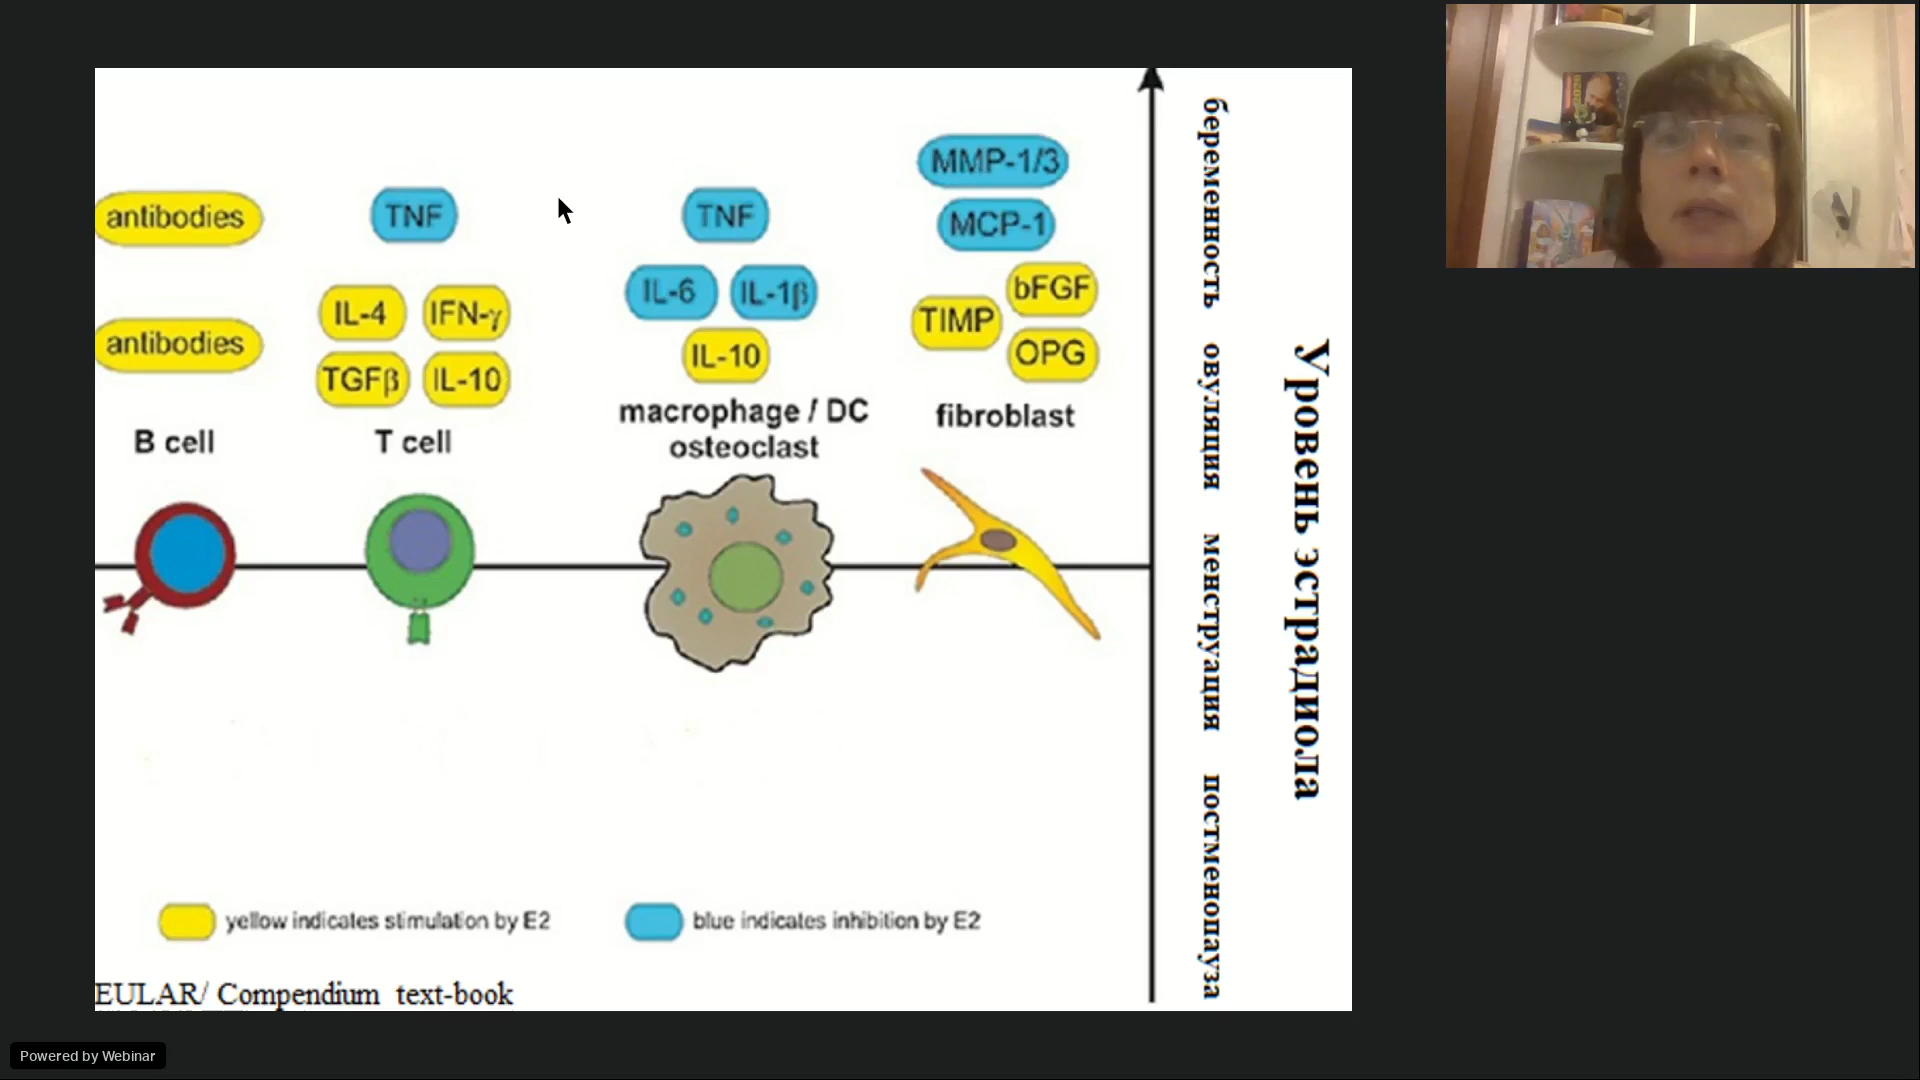 MMP-1/3
MCP-1
antibodies
TNF
TNF
IL-6
IL-1β
bFGF
IL-4
IFN-γ
TIMP
antibodies
IL-10
OPG
TGFβ
IL-10
macrophage / DC
osteoclast
fibroblast
B cell
T cell
беременность овуляция менструация постменопауза
Уровень эстрадиола
yellow indicates stimulation by E2
blue indicates inhibition by E2
EULAR/ Compendium text-book
Powered by Webinar